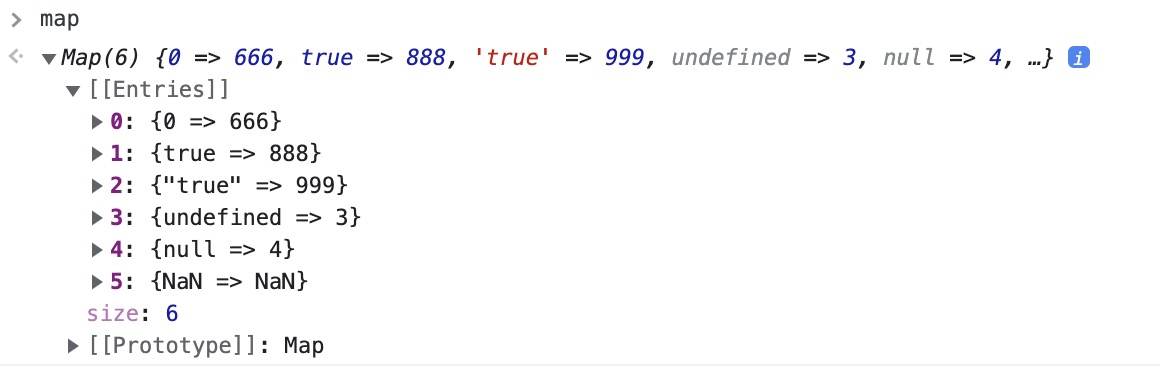 > map
Map(6) {0 => 666, true => 888, 'true' => 999, undefined => 3, null => 4, …} i
[[Entries]]
0: {0 => 666}
1: {true => 888}
2: {"true" => 999}
3: {undefined => 3}
4: {null => 4}
5: {NaN => NaN}
size: 6
[[Prototype]]: Map